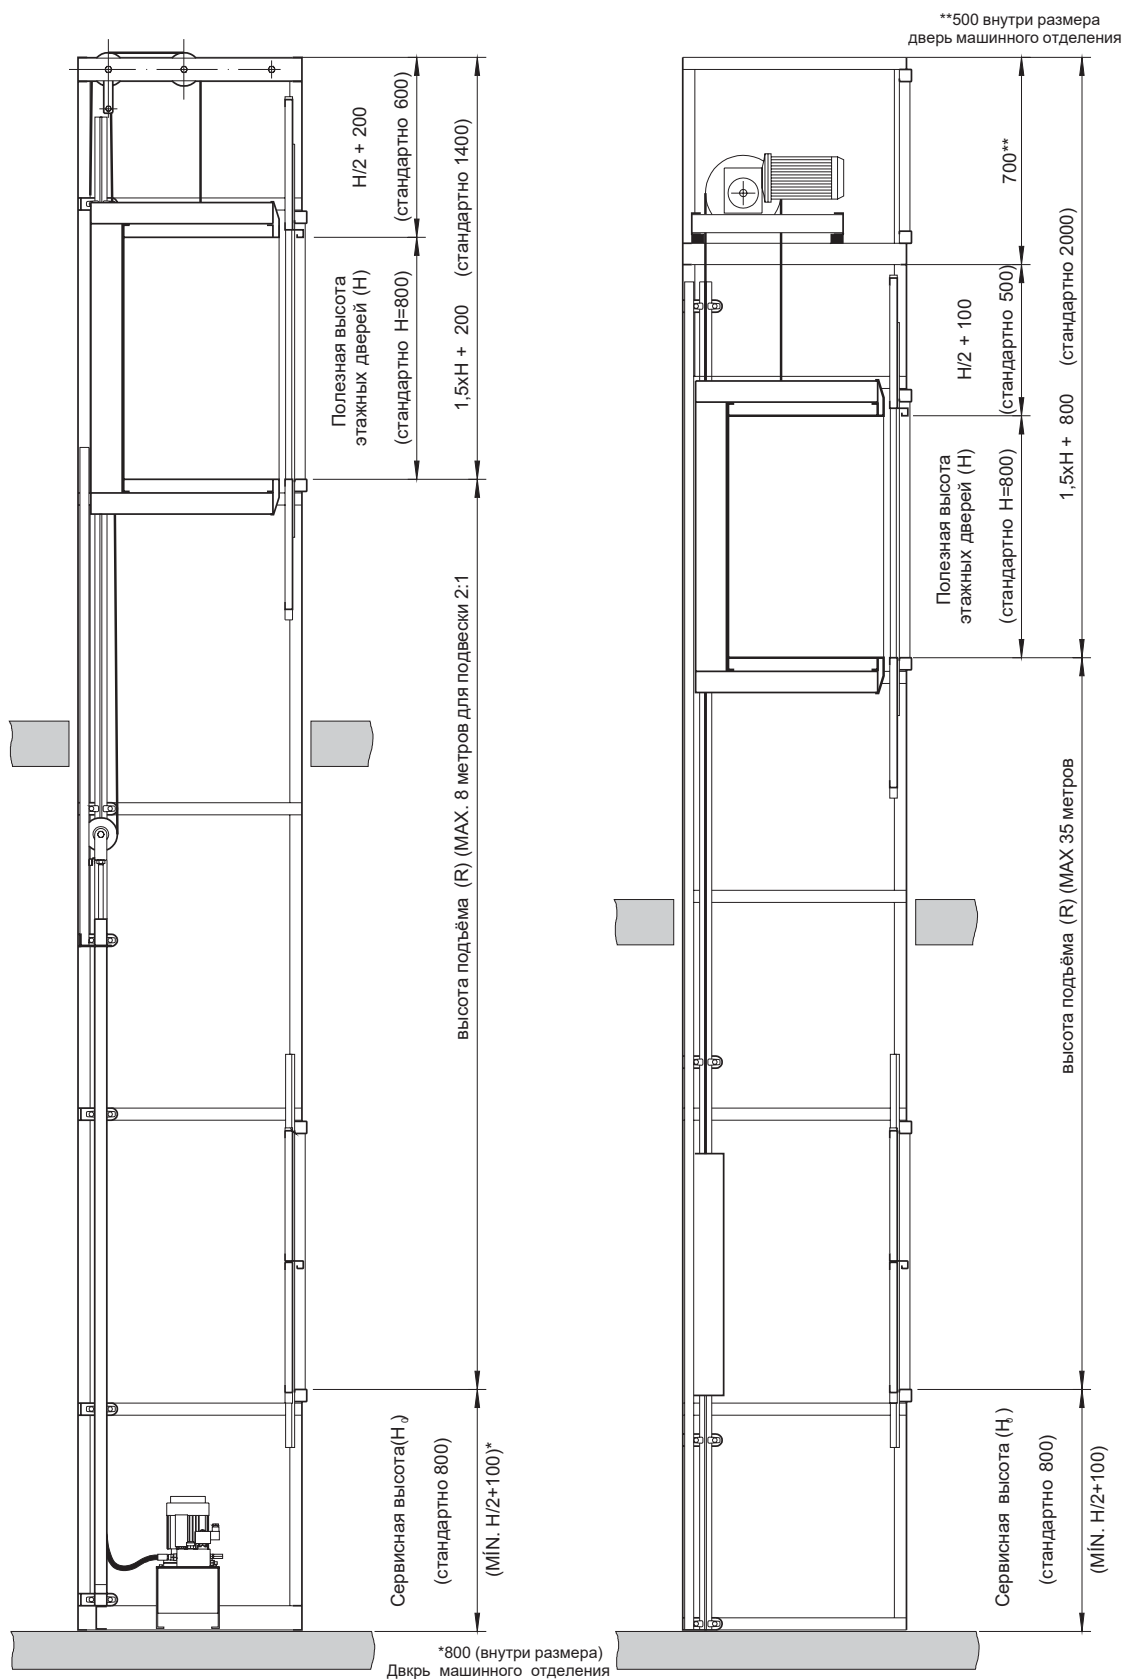 **500 внутри размера
дверь машинного отделения
H/2 + 200
(стандартно 600)
Полезная высота
этажных дверей (H)
(стандартно H=800)
1,5xH + 200 (стандартно 1400)
высота подъёма (R) (MAX. 8 метров для подвески 2:1
Сервисная высота(H₀)
(стандартно 800)
(MÍN. H/2+100)*
*800 (внутри размера)
Двкрь машинного отделения
700**
H/2 + 100
(стандартно 500)
Полезная высота
этажных дверей (H)
(стандартно H=800)
1,5xH + 800 (стандартно 2000)
высота подъёма (R) (MAX 35 метров
Сервисная высота (H₀)
(стандартно 800)
(MÍN. H/2+100)